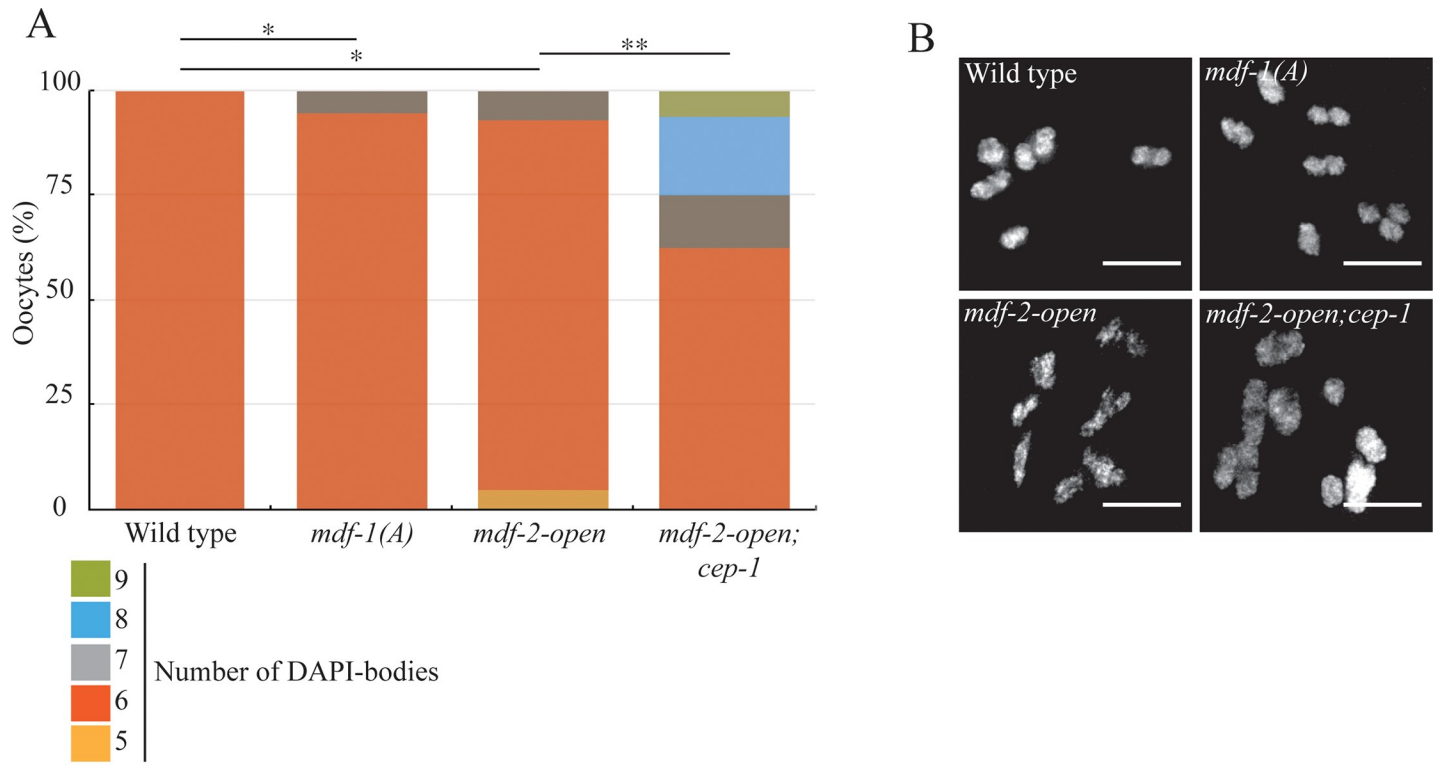 A
*
*
**
100
75
50
25
0
Oocytes (%)
Wild type
mdf-1(A)
mdf-2-open
mdf-2-open;
cep-1
9
8
7
6
5
Number of DAPI-bodies
B
Wild type
mdf-1(A)
mdf-2-open
mdf-2-open;cep-1